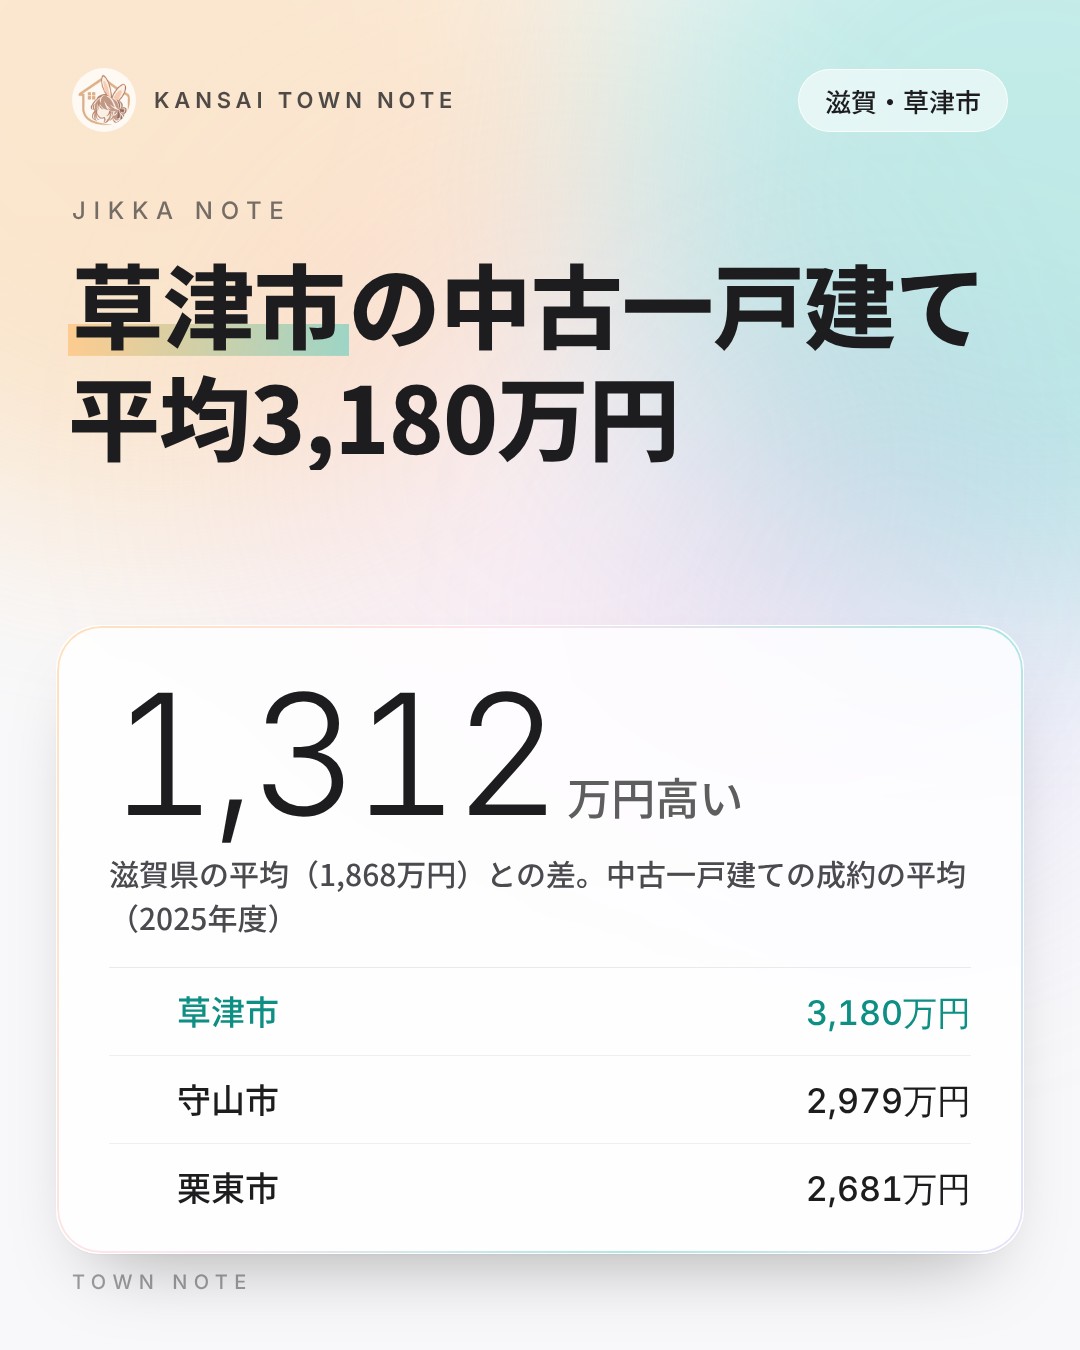 KANSAI TOWN NOTE
滋賀・草津市
JIKKA NOTE
草津市の中古一戸建て
平均3,180万円
1,312万円高い
滋賀県の平均（1,868万円）との差。中古一戸建ての成約の平均
（2025年度）
草津市 3,180万円
守山市 2,979万円
栗東市 2,681万円
TOWN NOTE